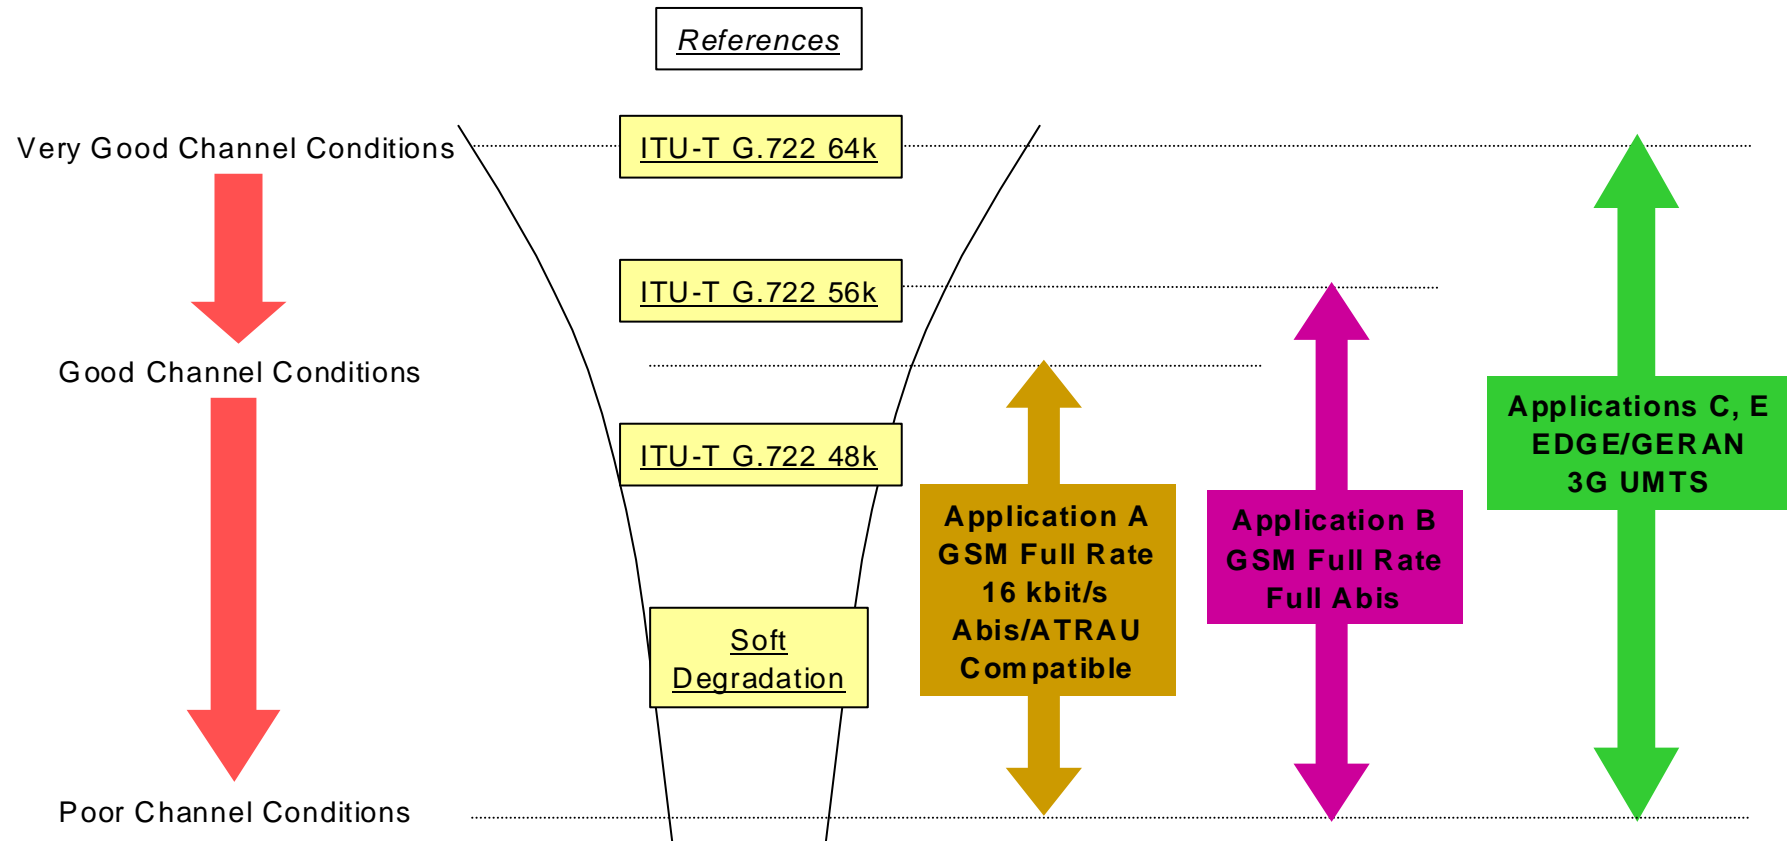 References
Very Good Channel Conditions
ITU-T G.722 64k
ITU-T G.722 56k
Good Channel Conditions
ITU-T G.722 48k
Applications C, E
EDGE/GERAN
3G UMTS
Application A
GSM Full Rate
16 kbit/s
Abis/ATRAU
Compatible
Application B
GSM Full Rate
Full Abis
Soft
Degradation
Poor Channel Conditions